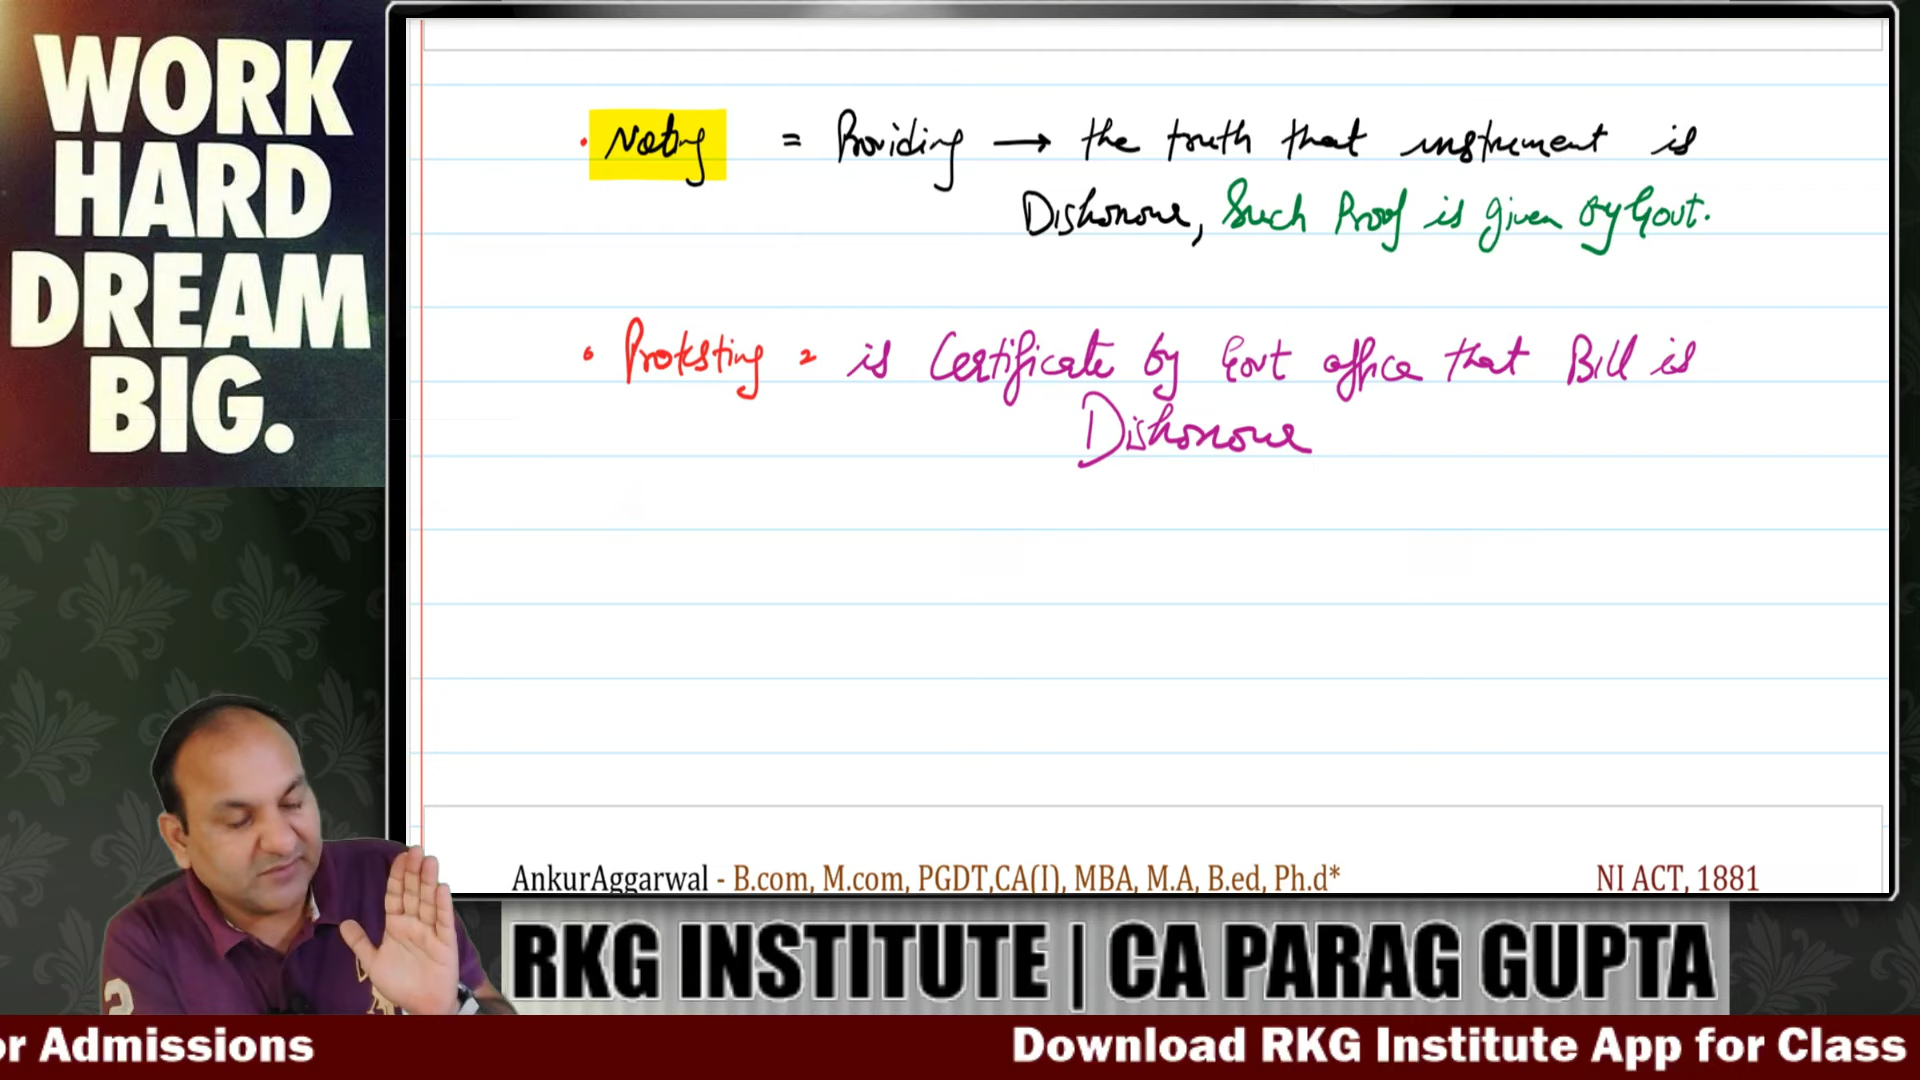 WORK
HARD
DREAM
BIG.
• Noting = Providing → the truth that instrument is
Dishonour, Such Proof is given by Govt.
• Protesting = is Certificate by Govt office that Bill is
Dishonour
AnkurAggarwal - B.com, M.com, PGDT,CA(I), MBA, M.A, B.ed, Ph.d*
NI ACT, 1881
RKG INSTITUTE | CA PARAG GUPTA
or Admissions
Download RKG Institute App for Class
2